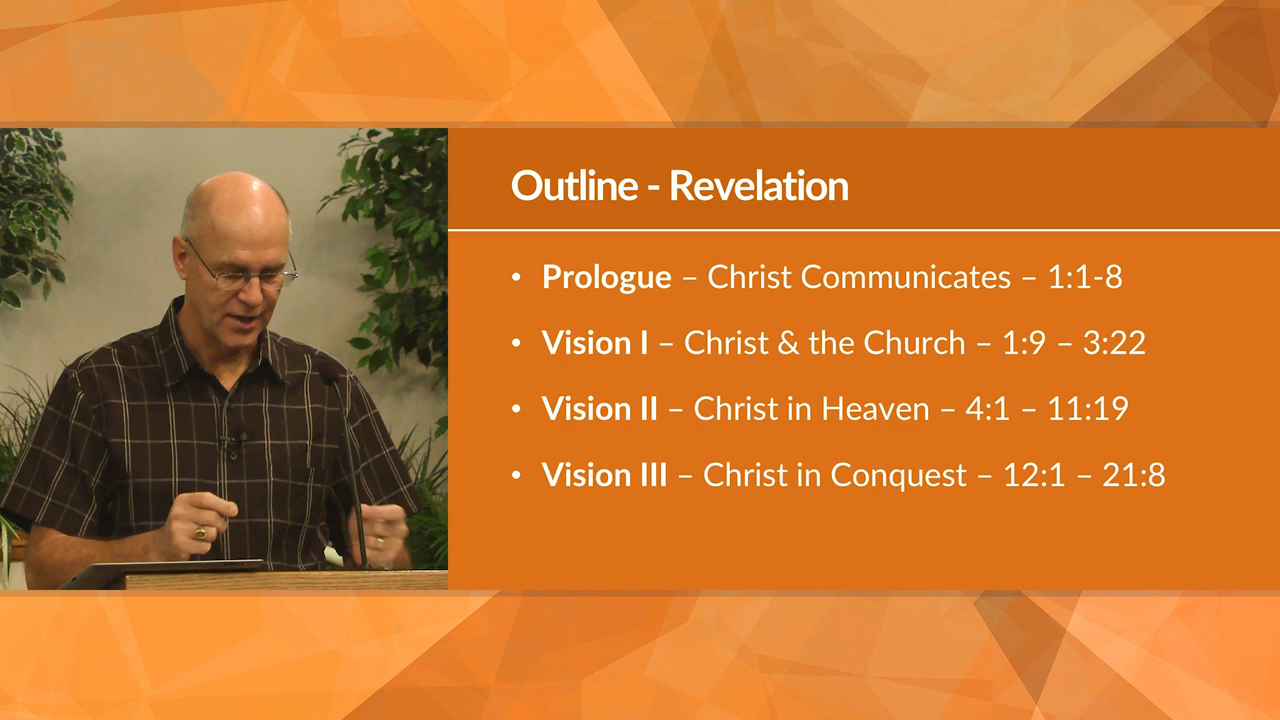 Outline - Revelation
• Prologue – Christ Communicates – 1:1-8
• Vision I – Christ & the Church – 1:9 – 3:22
• Vision II – Christ in Heaven – 4:1 – 11:19
• Vision III – Christ in Conquest – 12:1 – 21:8